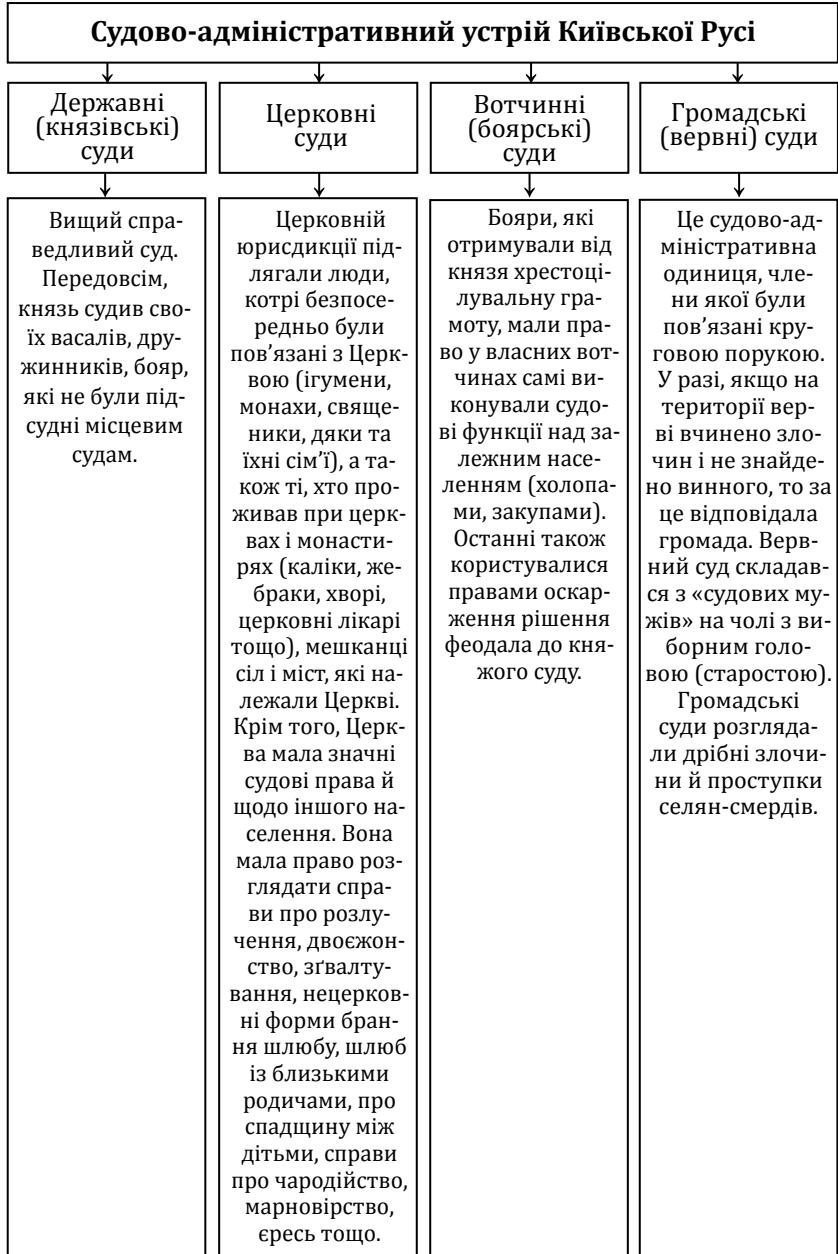 Судово-адміністративний устрій Київської Русі
Державні
(князівські)
суди
Церковні
суди
Вотчинні
(боярські)
суди
Громадські
(вервні) суди
Вищий спра-
ведливий суд.
Передовсім,
князь судив сво-
їх васалів, дру-
жинників, бояр,
які не були під-
судні місцевим
судам.
Церковній
юрисдикції під-
лягали люди,
котрі безпосе-
редньо були
пов’язані з Церк-
вою (ігумени,
монахи, свяще-
ники, дяки та
їхні сім’ї), а та-
кож ті, хто про-
живав при церк-
вах і монасти-
рях (каліки, же-
браки, хворі,
церковні лікарі
тощо), мешканці
сіл і міст, які на-
лежали Церкві.
Крім того, Церк-
ва мала значні
судові права й
щодо іншого на-
селення. Вона
мала право роз-
глядати спра-
ви про розлу-
чення, двоєжон-
ство, зґвалту-
вання, нецерков-
ні форми бран-
ня шлюбу, шлюб
із близькими
родичами, про
спадщину між
дітьми, справи
про чародійство,
марновірство,
єресь тощо.
Бояри, які
отримували від
князя хрестоці-
лувальну гра-
моту, мали пра-
во у власних вот-
чинах самі ви-
конували судо-
ві функції над за-
лежним насе-
ленням (холопа-
ми, закупами).
Останні також
користувалися
правами оскар-
ження рішення
феодала до кня-
жого суду.
Це судово-ад-
міністративна
одиниця, чле-
ни якої були
пов’язані кру-
говою порукою.
У разі, якщо на
території вер-
ві вчинено зло-
чин і не знайде-
но винного, то за
це відповідала
громада. Верв-
ний суд складав-
ся з «судових му-
жів» на чолі з ви-
борним голо-
вою (старостою).
Громадські
суди розгляда-
ли дрібні злочи-
ни й проступки
селян-смердів.